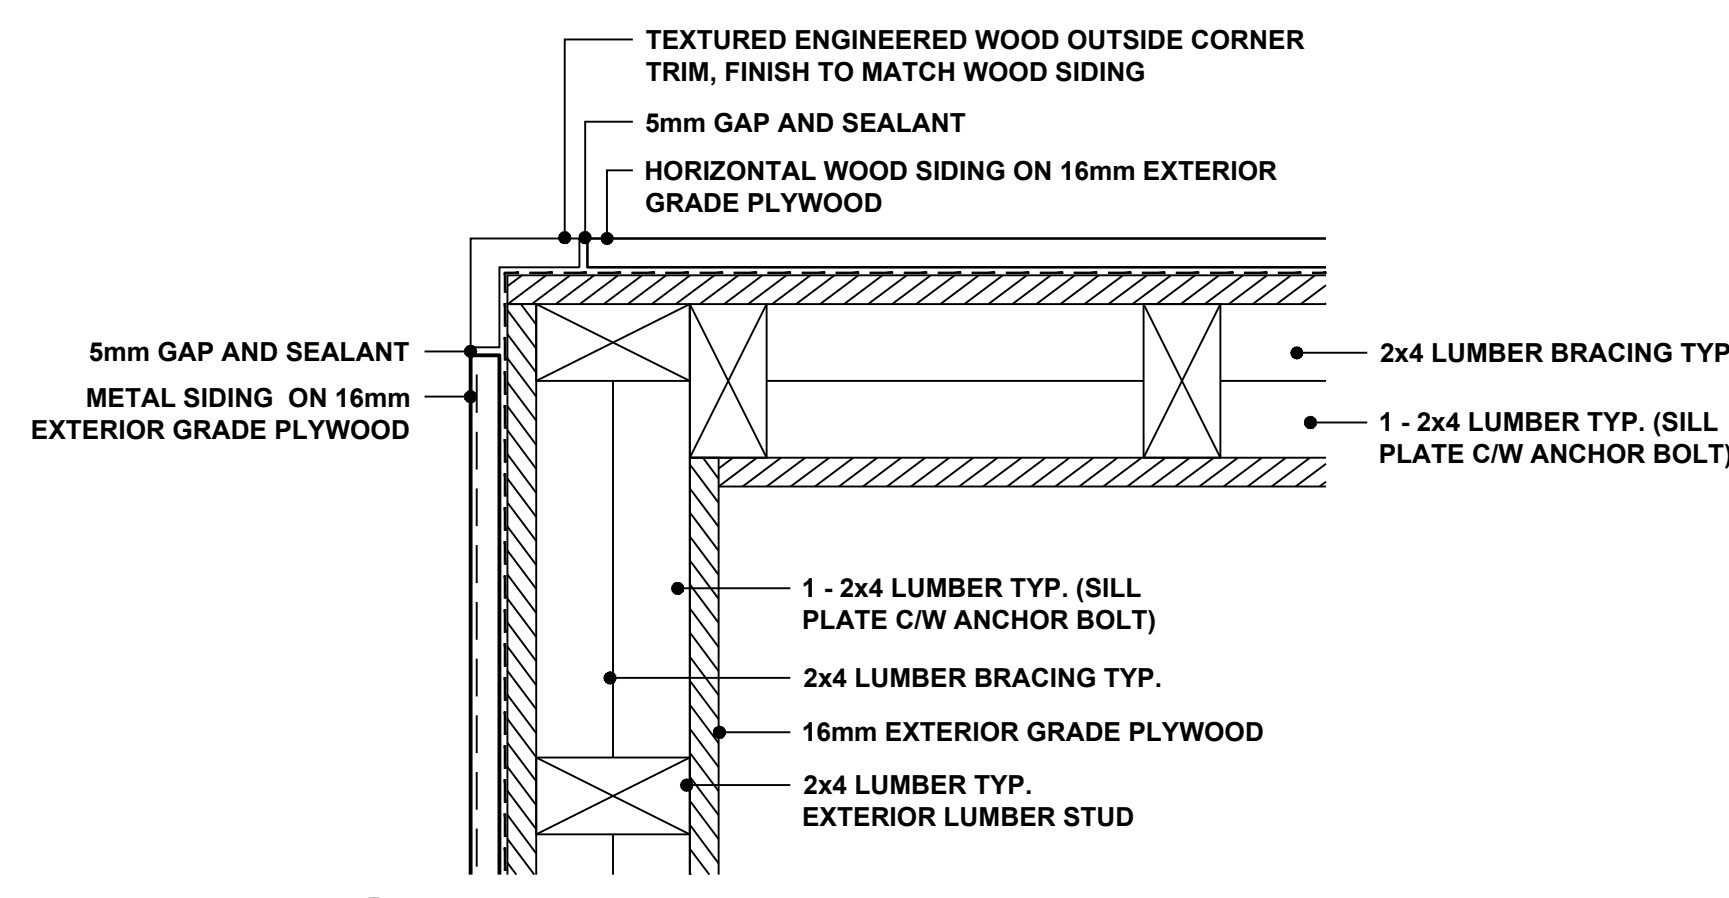 TEXTURED ENGINEERED WOOD OUTSIDE CORNER
TRIM, FINISH TO MATCH WOOD SIDING
5mm GAP AND SEALANT
HORIZONTAL WOOD SIDING ON 16mm EXTERIOR
GRADE PLYWOOD
5mm GAP AND SEALANT
METAL SIDING ON 16mm
EXTERIOR GRADE PLYWOOD
2x4 LUMBER BRACING TYP
1 - 2x4 LUMBER TYP. (SILL
PLATE C/W ANCHOR BOLT)
1 - 2x4 LUMBER TYP. (SILL
PLATE C/W ANCHOR BOLT)
2x4 LUMBER BRACING TYP.
16mm EXTERIOR GRADE PLYWOOD
2x4 LUMBER TYP.
EXTERIOR LUMBER STUD